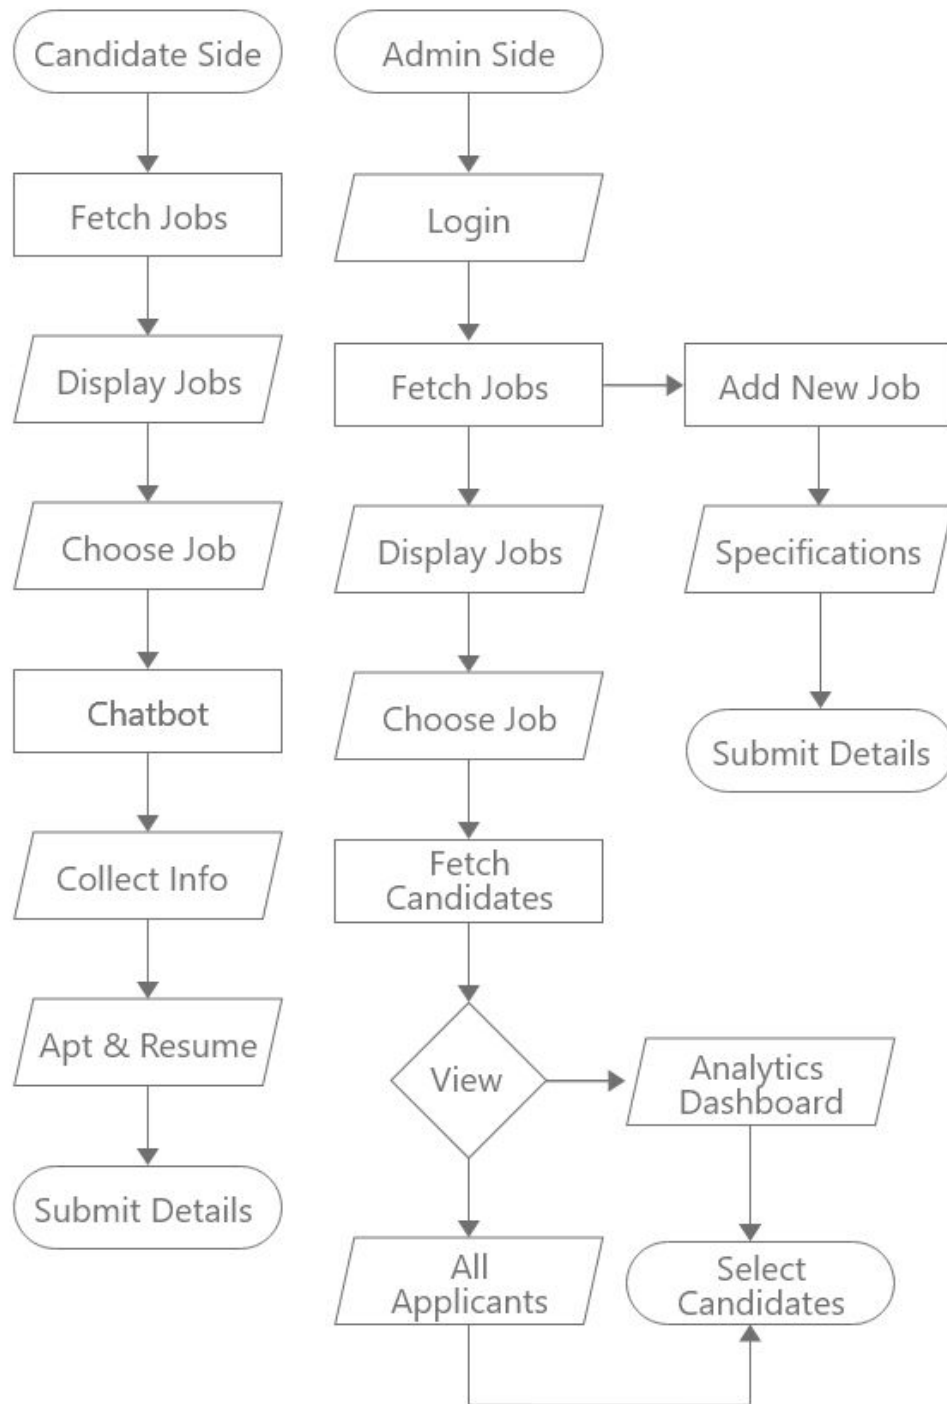 Candidate Side
Fetch Jobs
Display Jobs
Choose Job
Chatbot
Collect Info
Apt & Resume
Submit Details
Admin Side
Login
Fetch Jobs
Display Jobs
Choose Job
Fetch
Candidates
View
All
Applicants
Add New Job
Specifications
Submit Details
Analytics
Dashboard
Select
Candidates